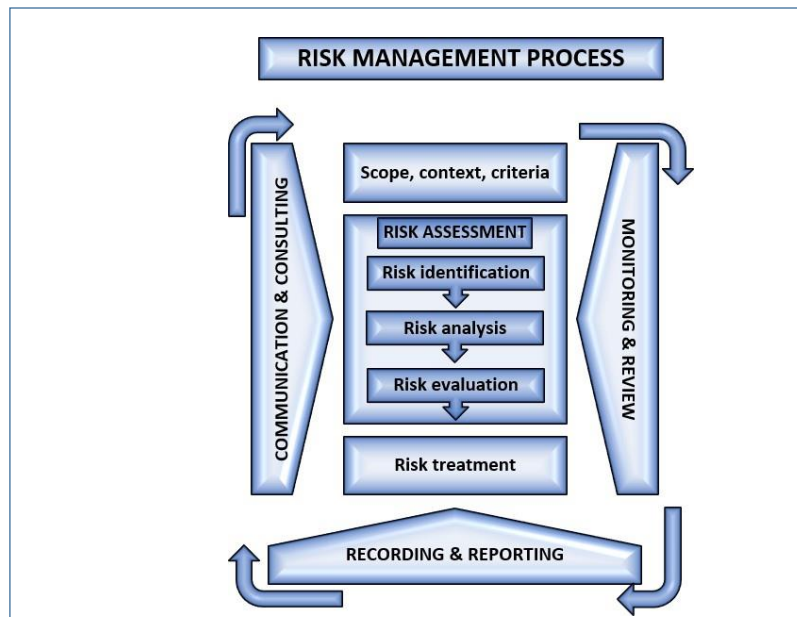 RISK MANAGEMENT PROCESS
Scope, context, criteria
RISK ASSESSMENT
Risk identification
Risk analysis
Risk evaluation
Risk treatment
COMMUNICATION & CONSULTING
MONITORING & REVIEW
RECORDING & REPORTING